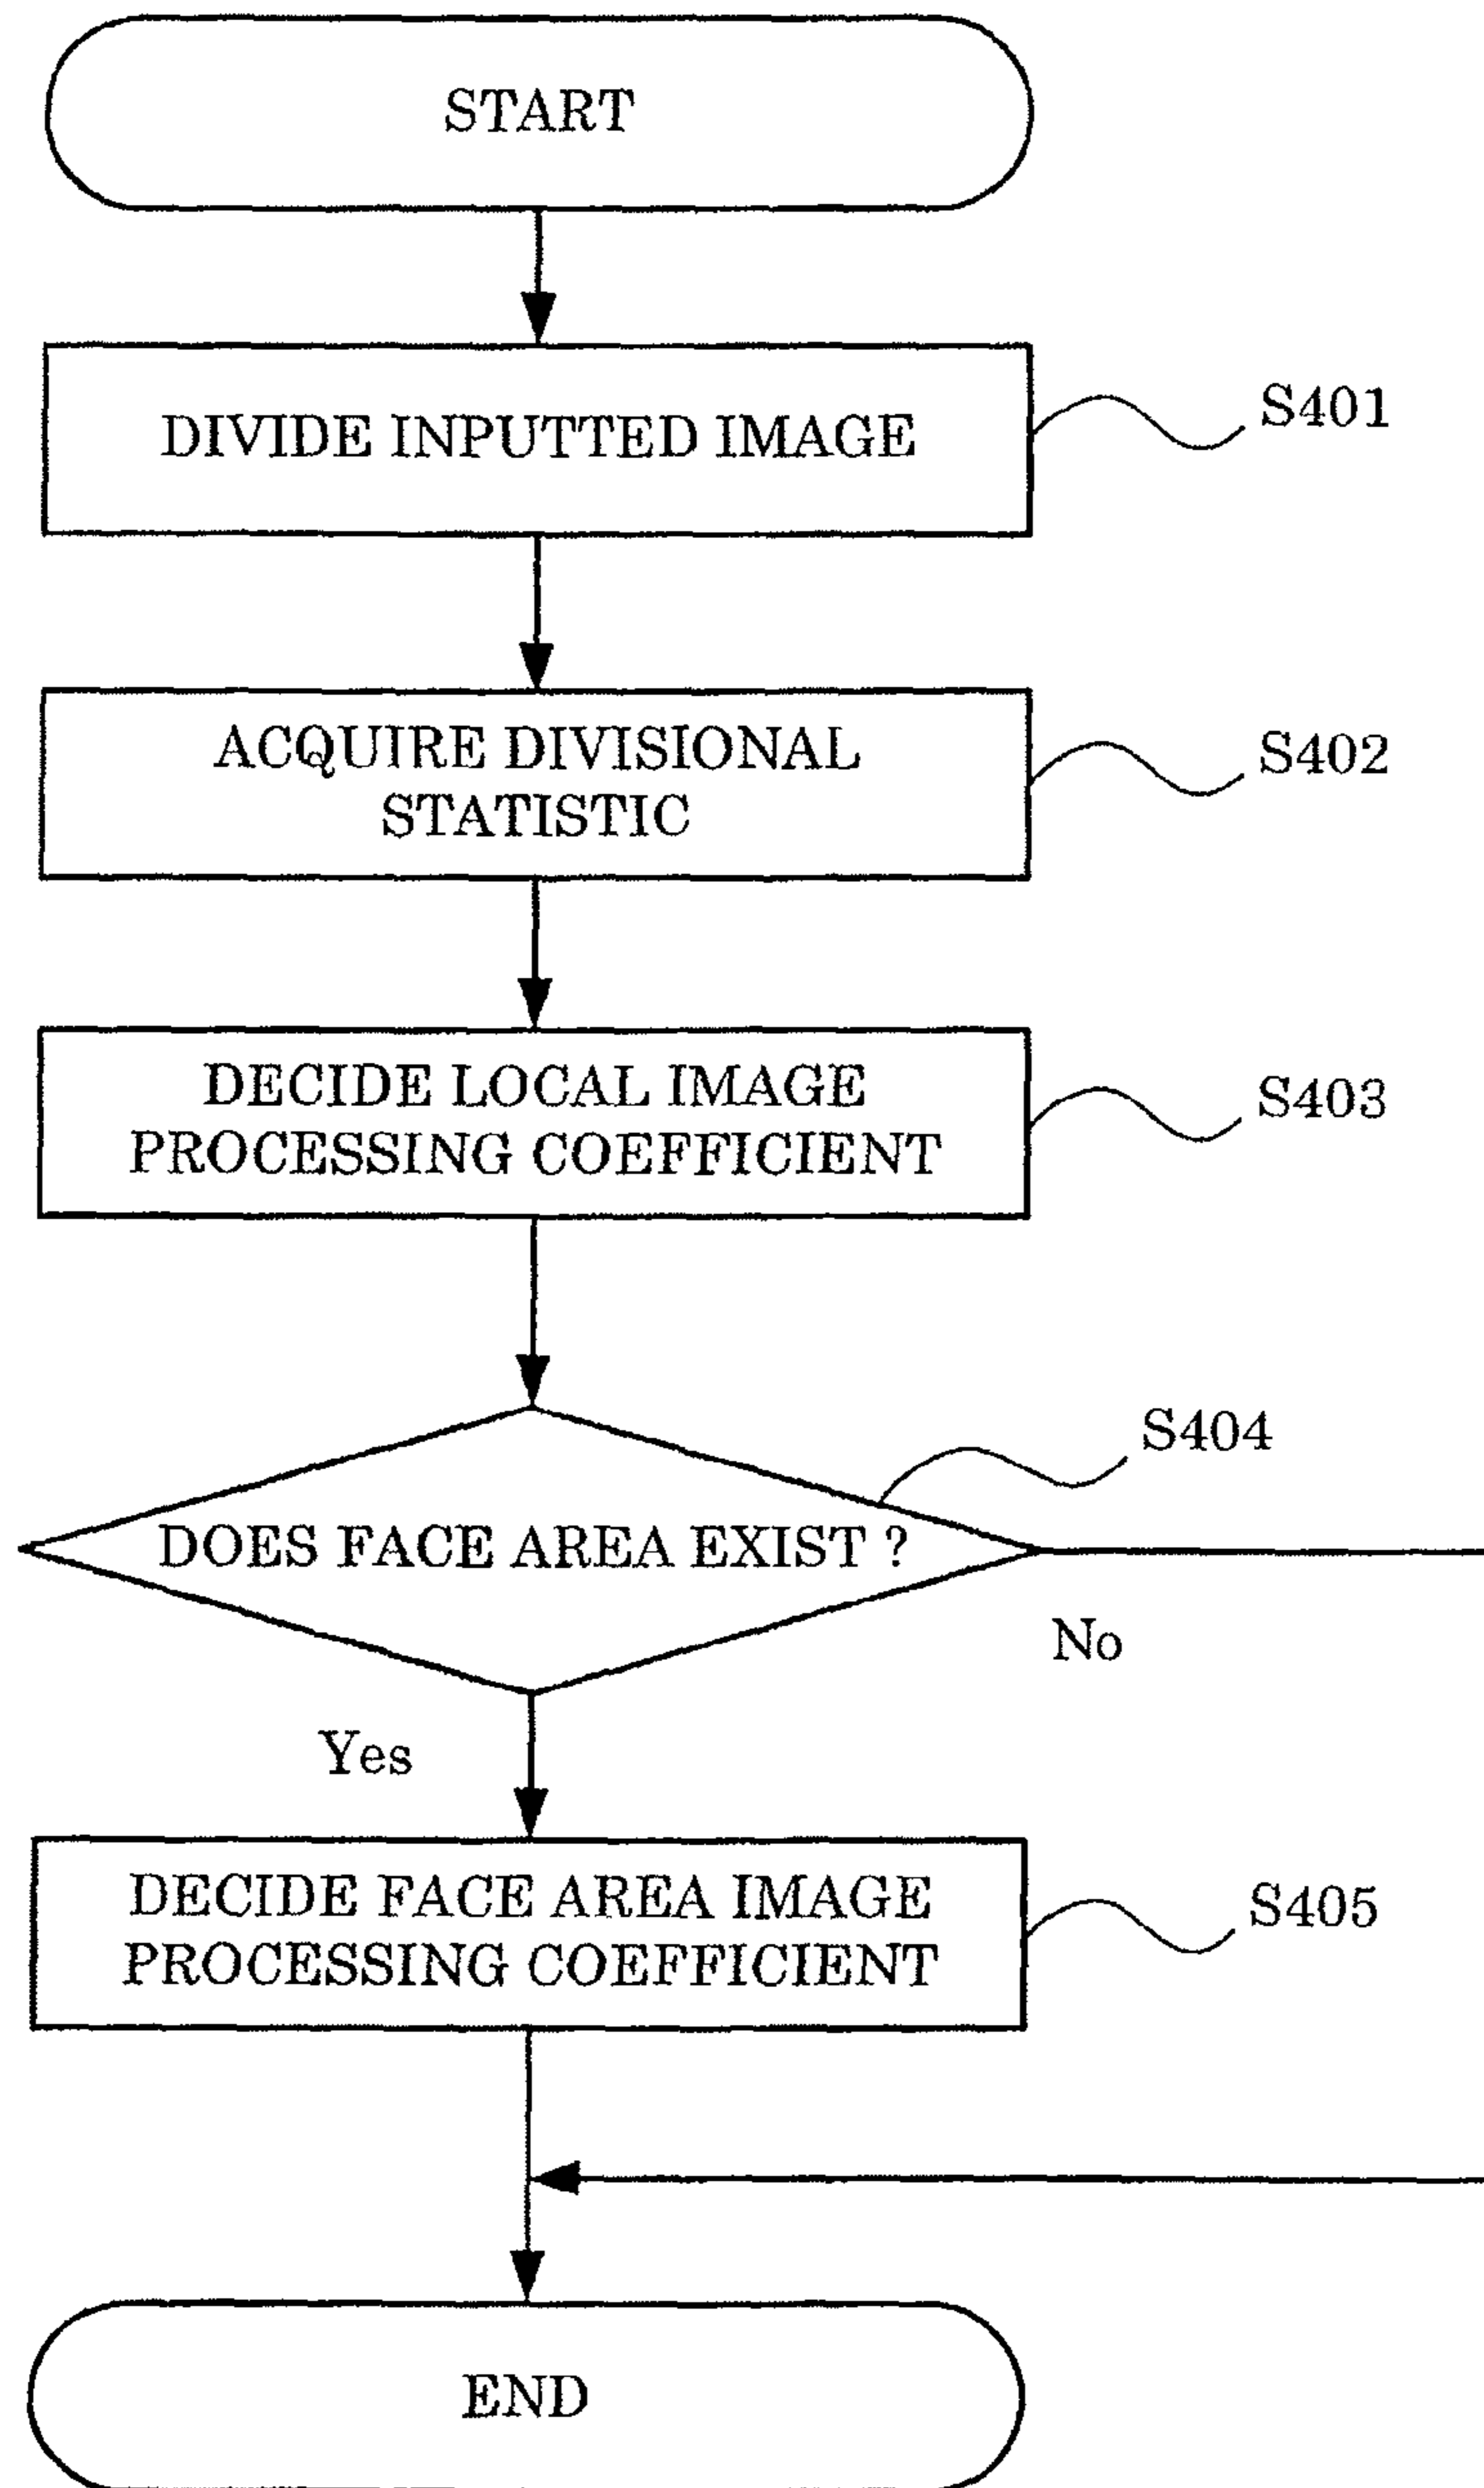 START
DIVIDE INPUTTED IMAGE
S401
ACQUIRE DIVISIONAL
STATISTIC
S402
DECIDE LOCAL IMAGE
PROCESSING COEFFICIENT
S403
S404
DOES FACE AREA EXIST ?
No
Yes
DECIDE FACE AREA IMAGE
PROCESSING COEFFICIENT
S405
END